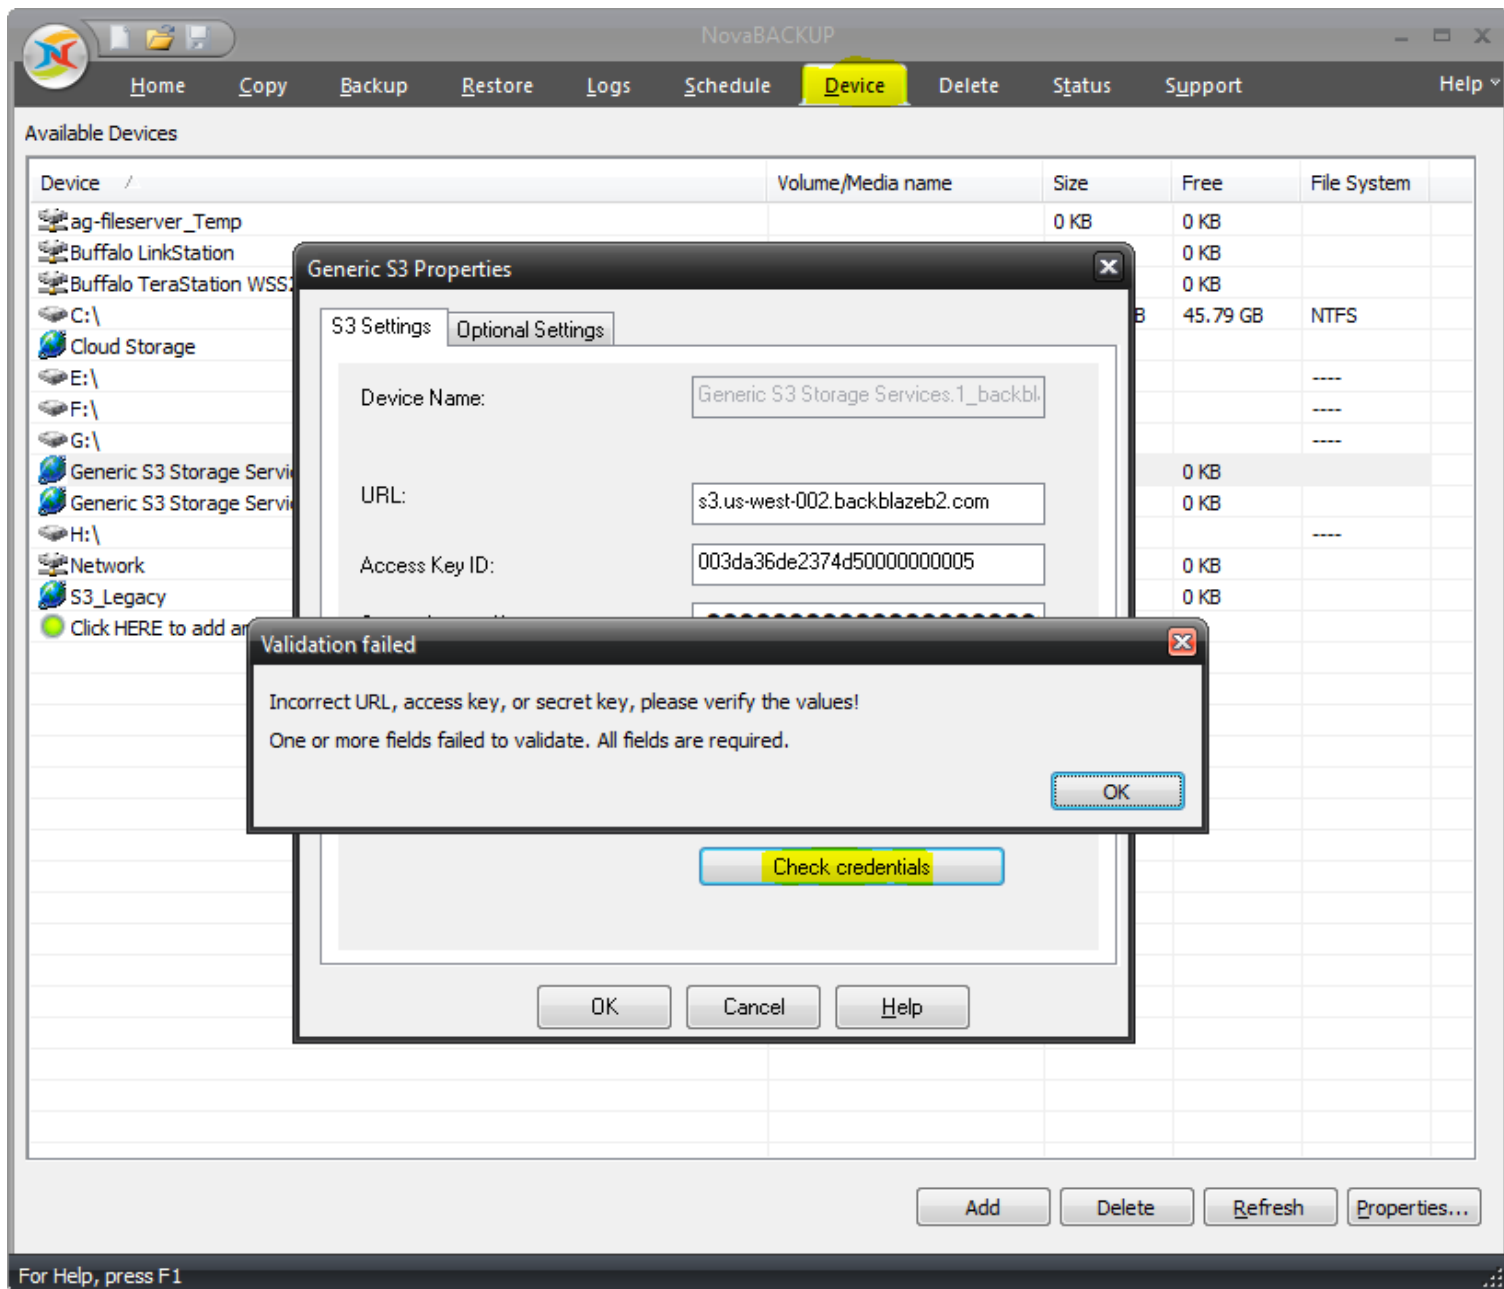 NovaBACKUP
Home Copy Backup Restore Logs Schedule Device Delete Status Support Help
Available Devices
Device Volume/Media name Size Free File System
ag-fileserver_Temp 0 KB 0 KB
Buffalo LinkStation 0 KB
Buffalo TeraStation 0 KB
C:\ 45.79 GB NTFS
Cloud Storage
E:\ ----
F:\ ----
G:\ ----
Generic S3 Storage 0 KB
Generic S3 Storage 0 KB
H:\ ----
Network 0 KB
S3_Legacy 0 KB
Click HERE to add
Generic S3 Properties
S3 Settings Optional Settings
Device Name: Generic S3 Storage Services.1_backbl
URL: s3.us-west-002.backblazeb2.com
Access Key ID: 003da36de2374d50000000005
Validation failed
Incorrect URL, access key, or secret key, please verify the values!
One or more fields failed to validate. All fields are required.
OK
Check credentials
OK Cancel Help
Add Delete Refresh Properties...
For Help, press F1